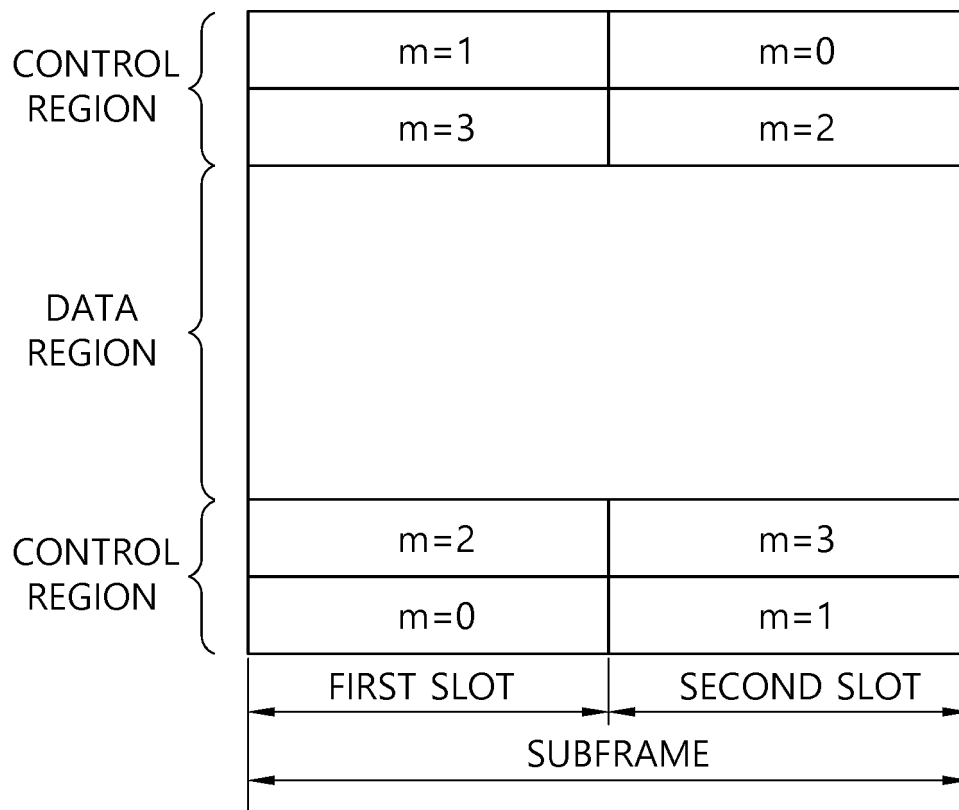 CONTROL
REGION
m=1 m=0
m=3 m=2
DATA
REGION
CONTROL
REGION
m=2 m=3
m=0 m=1
FIRST SLOT SECOND SLOT
SUBFRAME